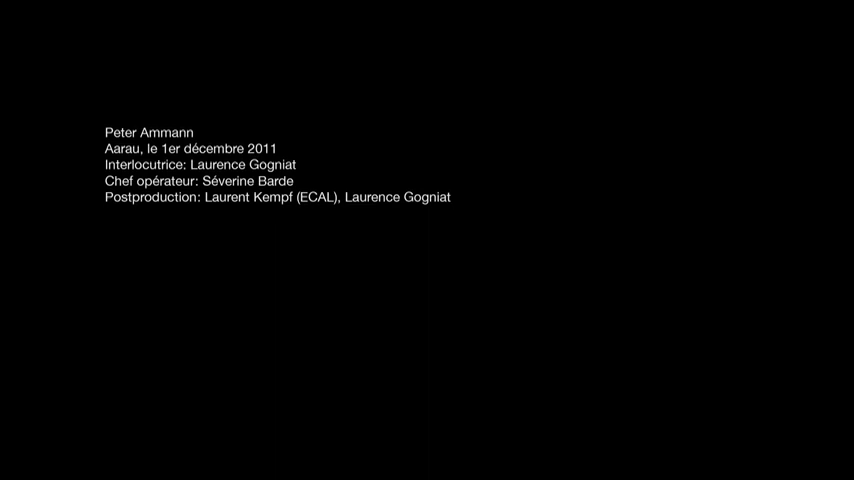 Peter Ammann
Aarau, le 1er décembre 2011
Interlocutrice: Laurence Gogniat
Chef opérateur: Séverine Barde
Postproduction: Laurent Kempf (ECAL), Laurence Gogniat